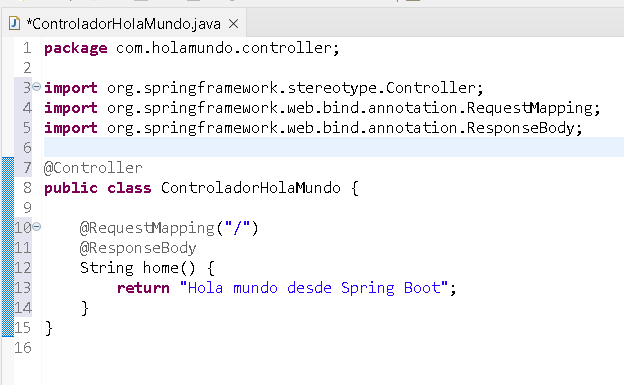 *ControladorHolaMundo.java
1 package com.holamundo.controller;
2
3 import org.springframework.stereotype.Controller;
4 import org.springframework.web.bind.annotation.RequestMapping;
5 import org.springframework.web.bind.annotation.ResponseBody;
6
7 @Controller
8 public class ControladorHolaMundo {
9
10 @RequestMapping("/")
11 @ResponseBody
12 String home() {
13 return "Hola mundo desde Spring Boot";
14 }
15 }
16